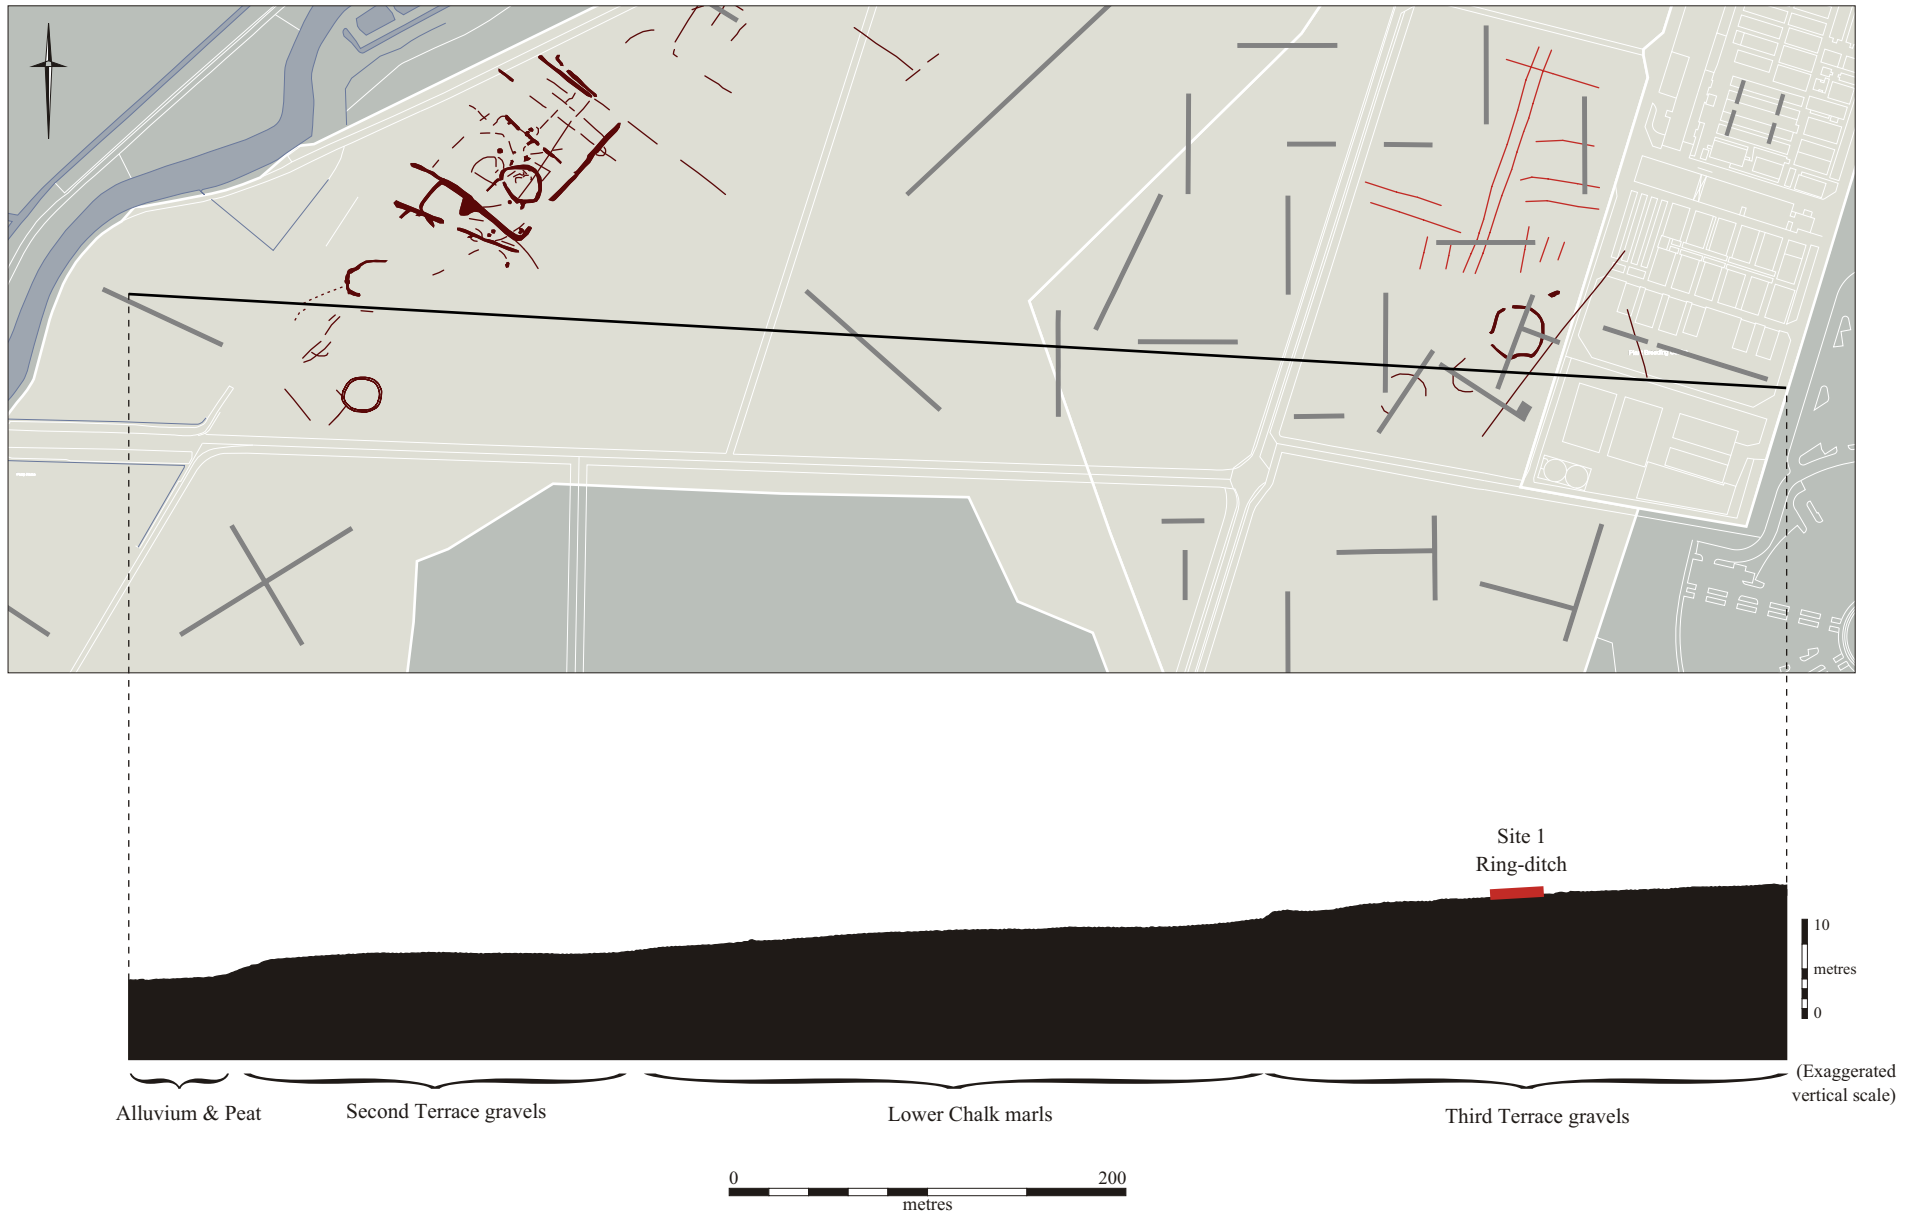 Site 1
Ring-ditch
10
metres
0
(Exaggerated
vertical scale)
Alluvium & Peat
Second Terrace gravels
Lower Chalk marls
Third Terrace gravels
0
200
metres